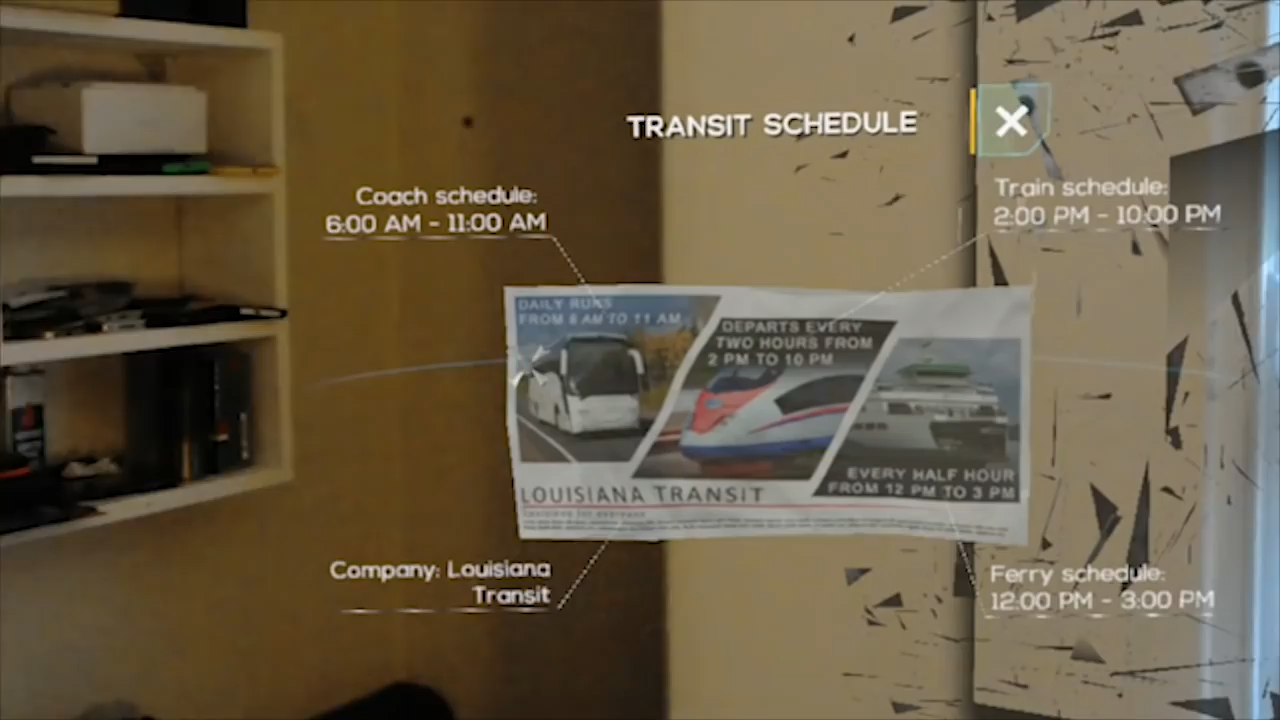 TRANSIT SCHEDULE
Coach schedule:
6:00 AM - 11:00 AM
Train schedule:
2:00 PM - 10:00 PM
DAILY RUNS
FROM 6 AM TO 11 AM
DEPARTS EVERY
TWO HOURS FROM
2 PM TO 10 PM
EVERY HALF HOUR
FROM 12 PM TO 3 PM
LOUISIANA TRANSIT
Company: Louisiana
Transit
Ferry schedule:
12:00 PM - 3:00 PM